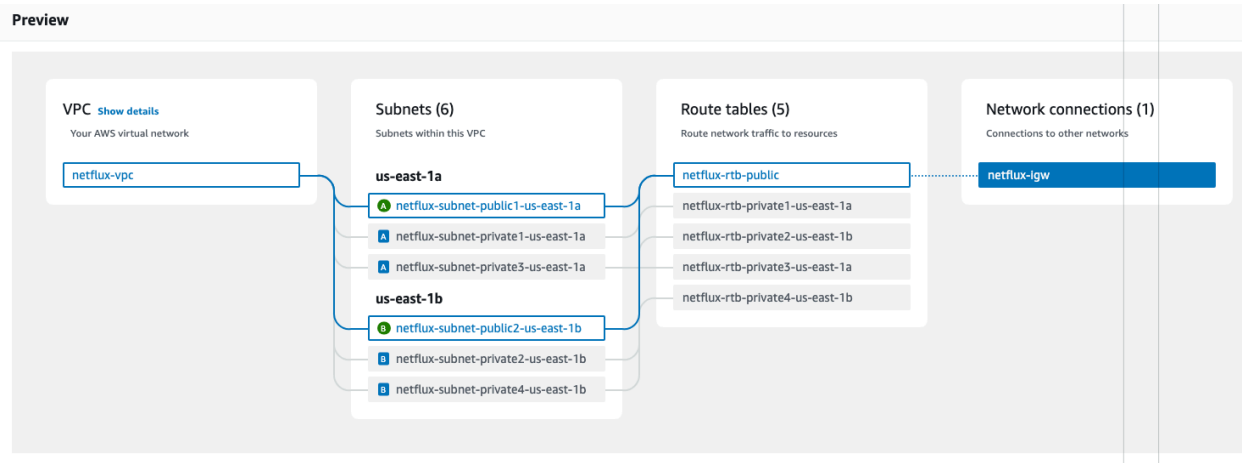 Preview
VPC Show details
Your AWS virtual network
netflux-vpc
Subnets (6)
Subnets within this VPC
us-east-1a
A netflux-subnet-public1-us-east-1a
A netflux-subnet-private1-us-east-1a
A netflux-subnet-private3-us-east-1a
us-east-1b
B netflux-subnet-public2-us-east-1b
B netflux-subnet-private2-us-east-1b
B netflux-subnet-private4-us-east-1b
Route tables (5)
Route network traffic to resources
netflux-rtb-public
netflux-rtb-private1-us-east-1a
netflux-rtb-private2-us-east-1b
netflux-rtb-private3-us-east-1a
netflux-rtb-private4-us-east-1b
Network connections (1)
Connections to other networks
netflux-igw